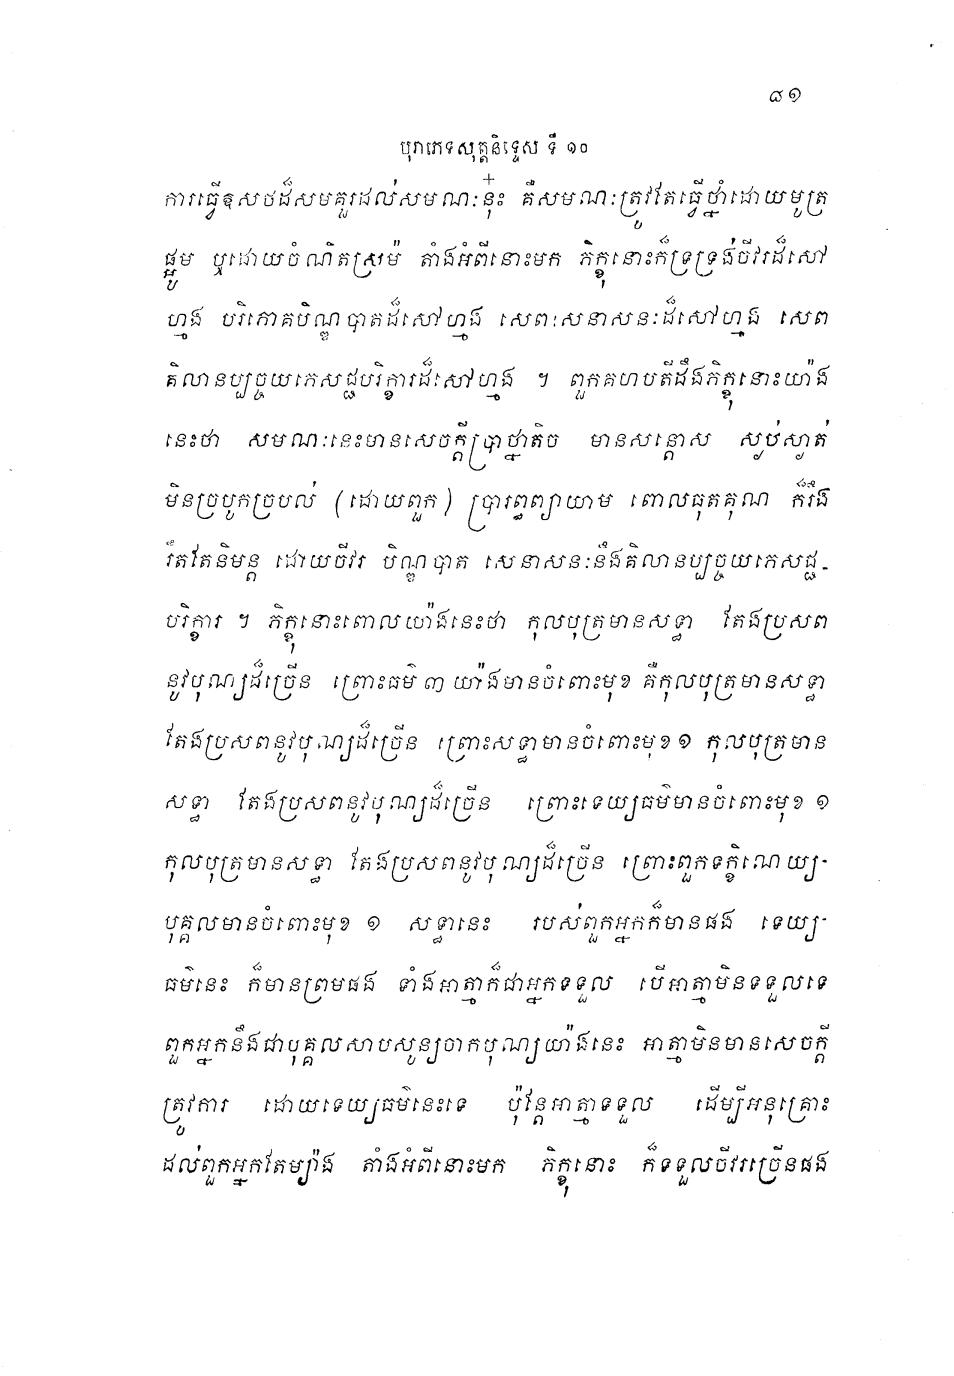 ៨១
បុរាភេទសុត្តនិទ្ទេស ទី ១០
ការធ្វើឱសថដ៏សមគួរដល់សមណៈនុ៎ះ គឺសមណៈត្រូវតែធ្វើថ្នាំដោយមូត្រ
ផ្អូម ឬដោយចំណិតស្រម៉ តាំងអំពីនោះមក ភិក្ខុនោះក៏ទ្រទ្រង់ចីវរដ៏សៅ
ហ្មង បរិភោគបិណ្ឌបាតដ៏សៅហ្មង សេពសេនាសនៈដ៏សៅហ្មង សេព
គិលានប្បច្ចយភេសជ្ជបរិក្ខារដ៏សៅហ្មង ។ ពួកគហបតីដឹងភិក្ខុនោះយ៉ាង
នេះថា សមណៈនេះមានសេចក្តីប្រាថ្នាតិច មានសន្តោស ស្ងប់ស្ងាត់
មិនច្របូកច្របល់ (ដោយពួក) ប្រារព្ធព្យាយាម ពោលធុតគុណ ក៏រឹង
រឹតតែនិមន្ត ដោយចីវរ បិណ្ឌបាត សេនាសនៈនឹងគិលានប្បច្ចយភេសជ្ជ-
បរិក្ខារ ។ ភិក្ខុនោះពោលយ៉ាងនេះថា កុលបុត្រមានសទ្ធា តែងប្រសព
នូវបុណ្យដ៏ច្រើន ព្រោះធម៌ ៣ យ៉ាងមានចំពោះមុខ គឺកុលបុត្រមានសទ្ធា
តែងប្រសពនូវបុណ្យដ៏ច្រើន ព្រោះសទ្ធាមានចំពោះមុខ ១ កុលបុត្រមាន
សទ្ធា តែងប្រសពនូវបុណ្យដ៏ច្រើន ព្រោះទេយ្យធម៌មានចំពោះមុខ ១
កុលបុត្រមានសទ្ធា តែងប្រសពនូវបុណ្យដ៏ច្រើន ព្រោះពួកទក្ខិណេយ្យ-
បុគ្គលមានចំពោះមុខ ១ សទ្ធានេះ របស់ពួកអ្នកក៏មានផង ទេយ្យ-
ធម៌នេះ ក៏មានព្រមផង ទាំងអាត្មាក៏ជាអ្នកទទួល បើអាត្មាមិនទទួលទេ
ពួកអ្នកនឹងជាបុគ្គលសាបសូន្យចាកបុណ្យយ៉ាងនេះ អាត្មាមិនមានសេចក្តី
ត្រូវការ ដោយទេយ្យធម៌នេះទេ ប៉ុន្តែអាត្មាទទួល ដើម្បីអនុគ្រោះ
ដល់ពួកអ្នកតែម្យ៉ាង តាំងអំពីនោះមក ភិក្ខុនោះ ក៏ទទួលចីវរច្រើនផង